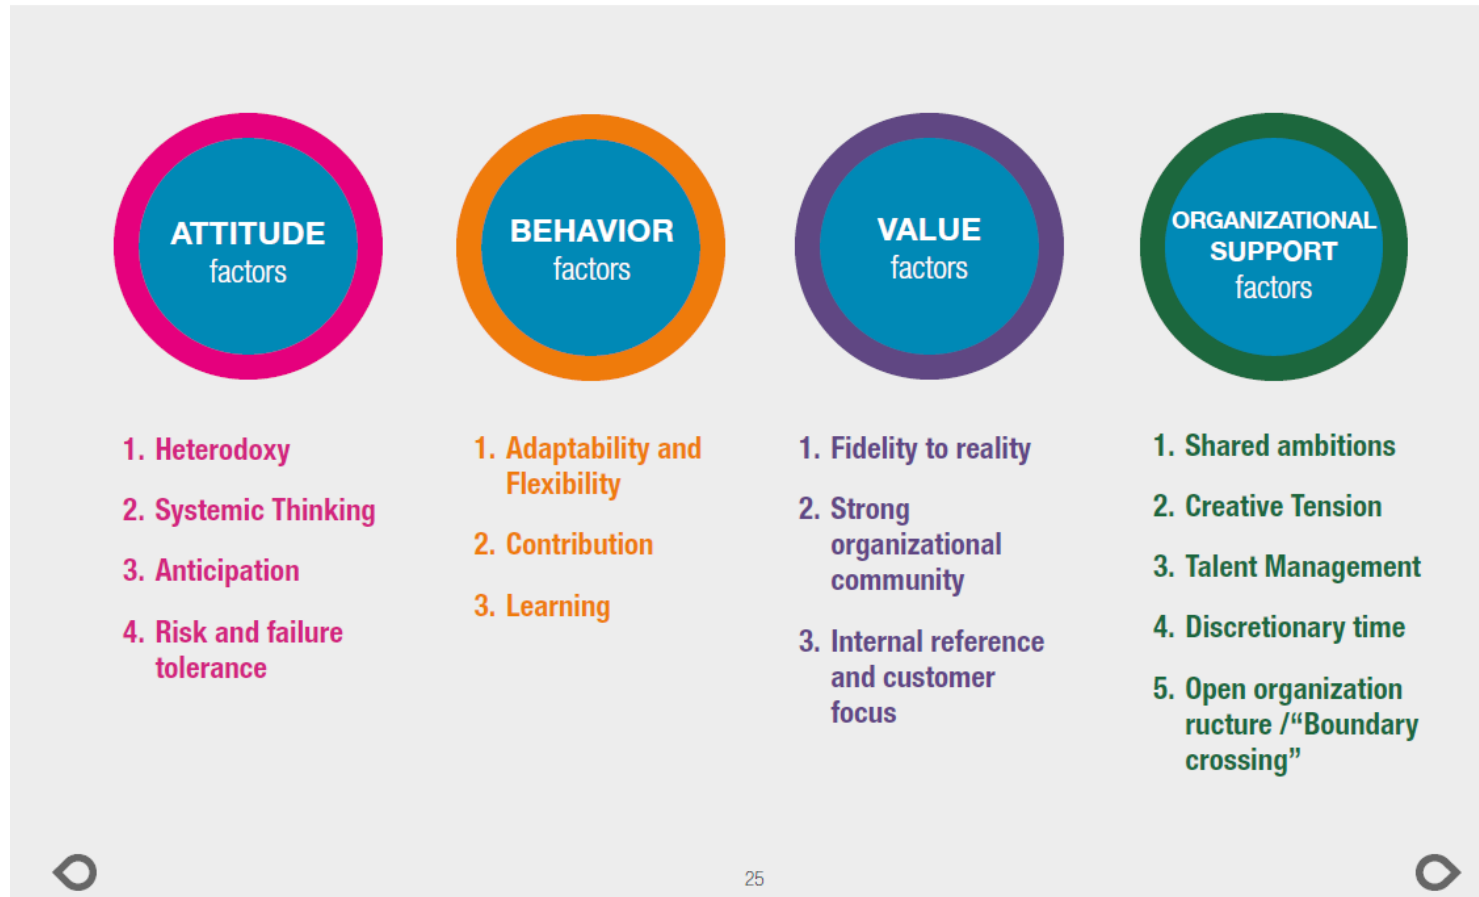 ATTITUDE
factors
1. Heterodoxy
2. Systemic Thinking
3. Anticipation
4. Risk and failure
tolerance
BEHAVIOR
factors
1. Adaptability and
Flexibility
2. Contribution
3. Learning
VALUE
factors
1. Fidelity to reality
2. Strong
organizational
community
3. Internal reference
and customer
focus
ORGANIZATIONAL
SUPPORT
factors
1. Shared ambitions
2. Creative Tension
3. Talent Management
4. Discretionary time
5. Open organization
ructure /“Boundary
crossing”
25